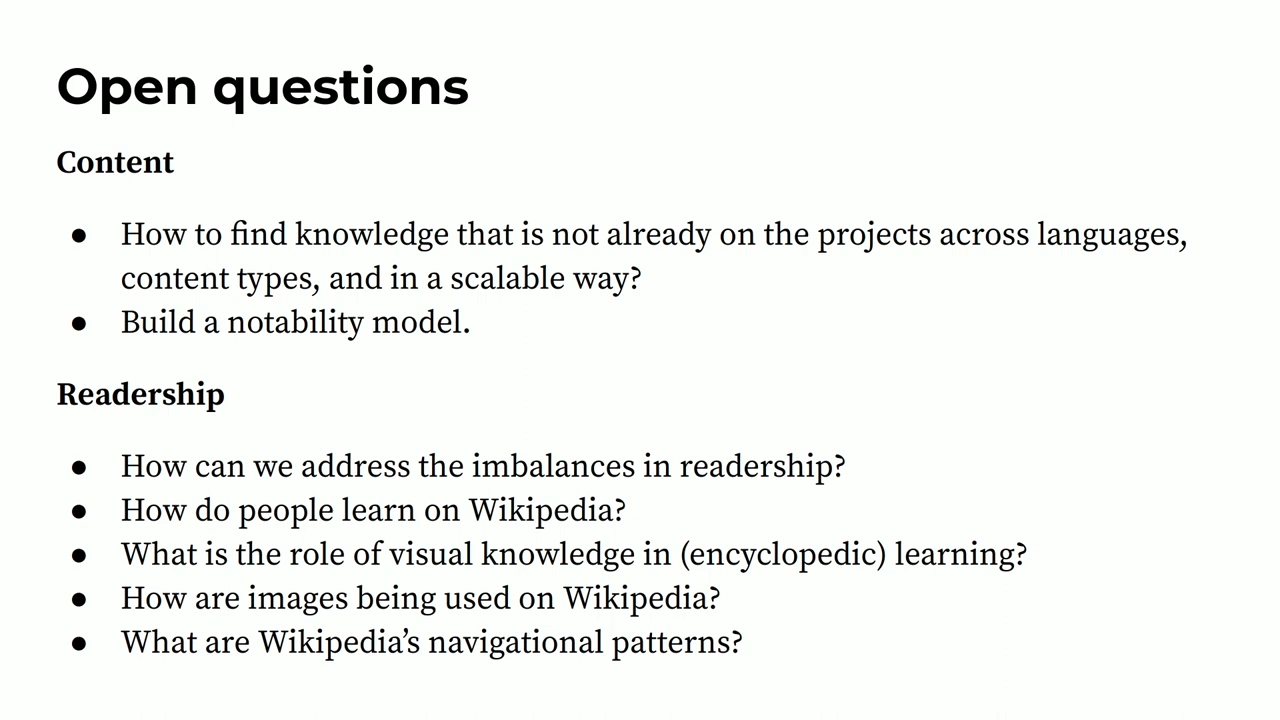 Open questions
Content
● How to find knowledge that is not already on the projects across languages,
content types, and in a scalable way?
● Build a notability model.
Readership
● How can we address the imbalances in readership?
● How do people learn on Wikipedia?
● What is the role of visual knowledge in (encyclopedic) learning?
● How are images being used on Wikipedia?
● What are Wikipedia’s navigational patterns?